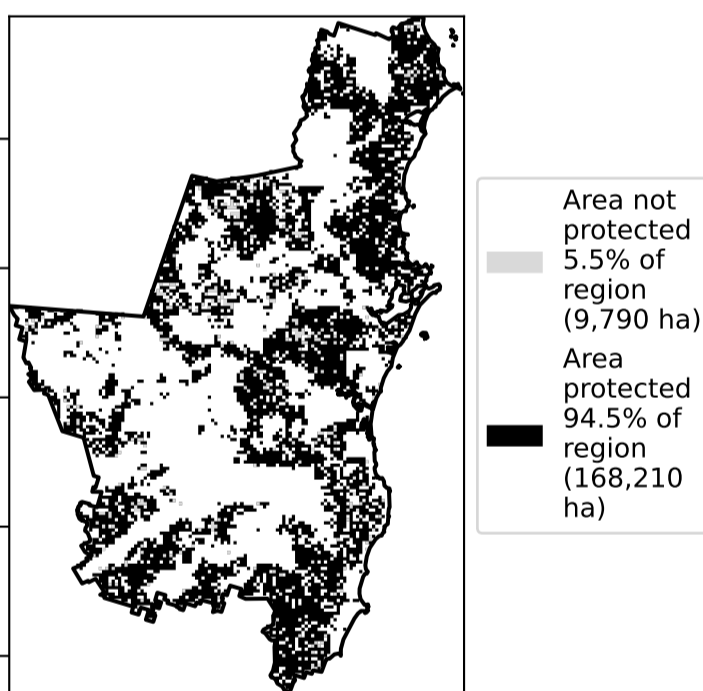 Area not
protected
5.5% of
region
(9,790 ha)
Area
protected
94.5% of
region
(168,210
ha)